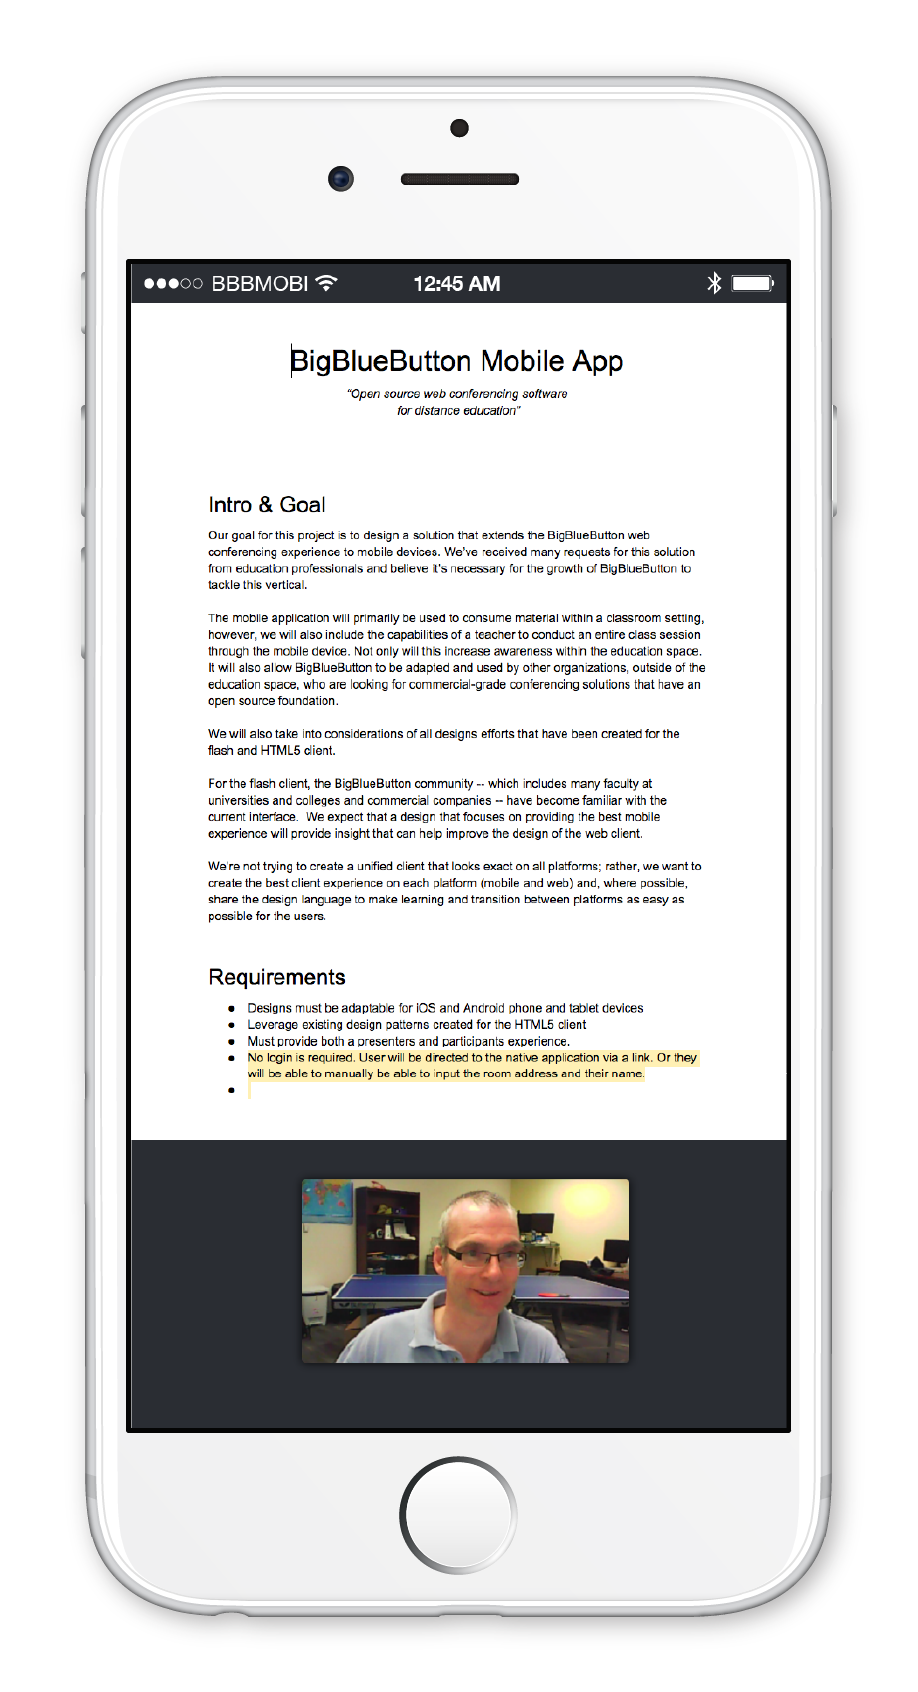 BBBMOBI 12:45 AM
BigBlueButton Mobile App
"Open source web conferencing software
for distance education"
Intro & Goal
Our goal for this project is to design a solution that extends the BigBlueButton web
conferencing experience to mobile devices. We've received many requests for this solution
from education professionals and believe it's necessary for the growth of BigBlueButton to
tackle this vertical.
The mobile application will primarily be used to consume material within a classroom setting,
however, we will also include the capabilities of a teacher to conduct an entire class session
through the mobile device. Not only will this increase awareness within the education space.
It will also allow BigBlueButton to be adapted and used by other organizations, outside of the
education space, who are looking for commercial-grade conferencing solutions that have an
open source foundation.
We will also take into considerations of all designs efforts that have been created for the
flash and HTML5 client.
For the flash client, the BigBlueButton community -- which includes many faculty at
universities and colleges and commercial companies -- have become familiar with the
current interface.  We expect that a design that focuses on providing the best mobile
experience will provide insight that can help improve the design of the web client.
We're not trying to create a unified client that looks exact on all platforms; rather, we want to
create the best client experience on each platform (mobile and web) and, where possible,
share the design language to make learning and transition between platforms as easy as
possible for the users.
Requirements
● Designs must be adaptable for iOS and Android phone and tablet devices
● Leverage existing design patterns created for the HTML5 client
● Must provide both a presenters and participants experience.
● No login is required. User will be directed to the native application via a link. Or they
will be able to manually be able to input the room address and their name.
●